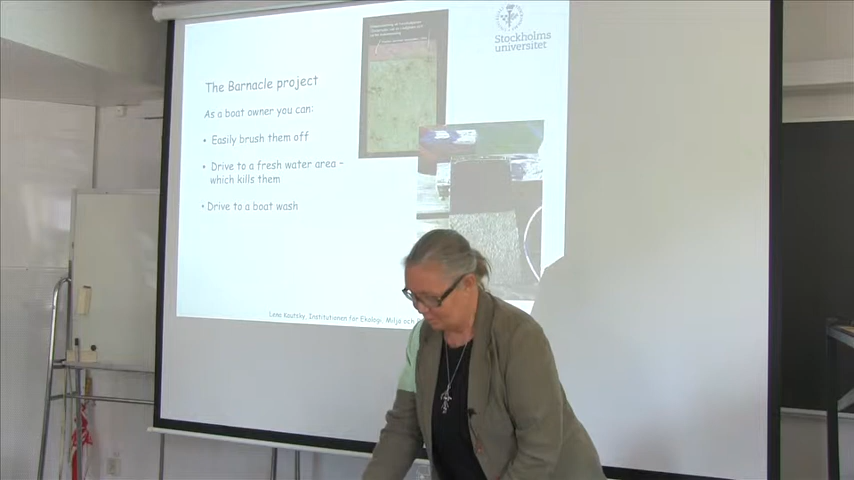 Stockholms
universitet
The Barnacle project
As a boat owner you can:
• Easily brush them off
• Drive to a fresh water area –
which kills them
• Drive to a boat wash
Lena Kautsky, Institutionen för Ekologi, Miljö och